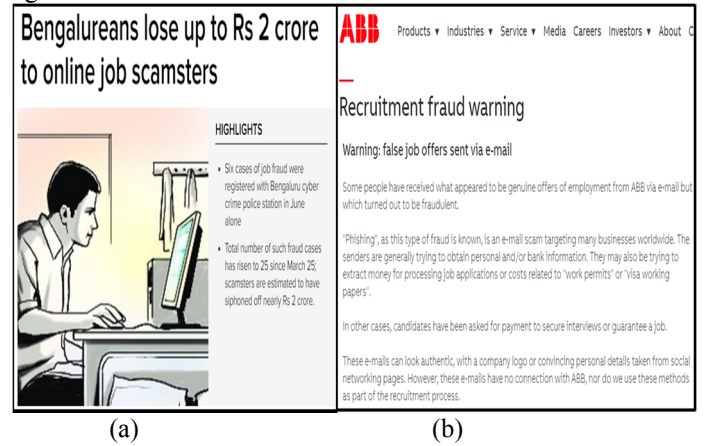 Bengalureans lose up to Rs 2 crore
to online job scamsters
HIGHLIGHTS
• Six cases of job fraud were
registered with Bengaluru cyber
crime police station in June
alone
• Total number of such fraud cases
has risen to 25 since March 25;
scamsters are estimated to have
siphoned off nearly Rs 2 crore.
(a)
ABB
Products ▾ Industries ▾ Service ▾ Media Careers Investors ▾ About C
Recruitment fraud warning
Warning: false job offers sent via e-mail
Some people have received what appeared to be genuine offers of employment from ABB via e-mail but
which turned out to be fraudulent.
"Phishing", as this type of fraud is known, is an e-mail scam targeting many businesses worldwide. The
senders are generally trying to obtain personal and/or bank information. They may also be trying to
extract money for processing job applications or costs related to "work permits" or "visa working
papers".
In other cases, candidates have been asked for payment to secure interviews or guarantee a job.
These e-mails can look authentic, with a company logo or convincing personal details taken from social
networking pages. However, these e-mails have no connection with ABB, nor do we use these methods
as part of the recruitment process.
(b)